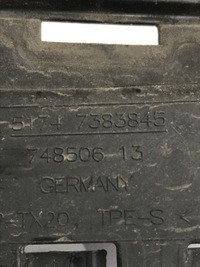 5174 7383845
748506 13
GERMANY
TX20 TPE-S <